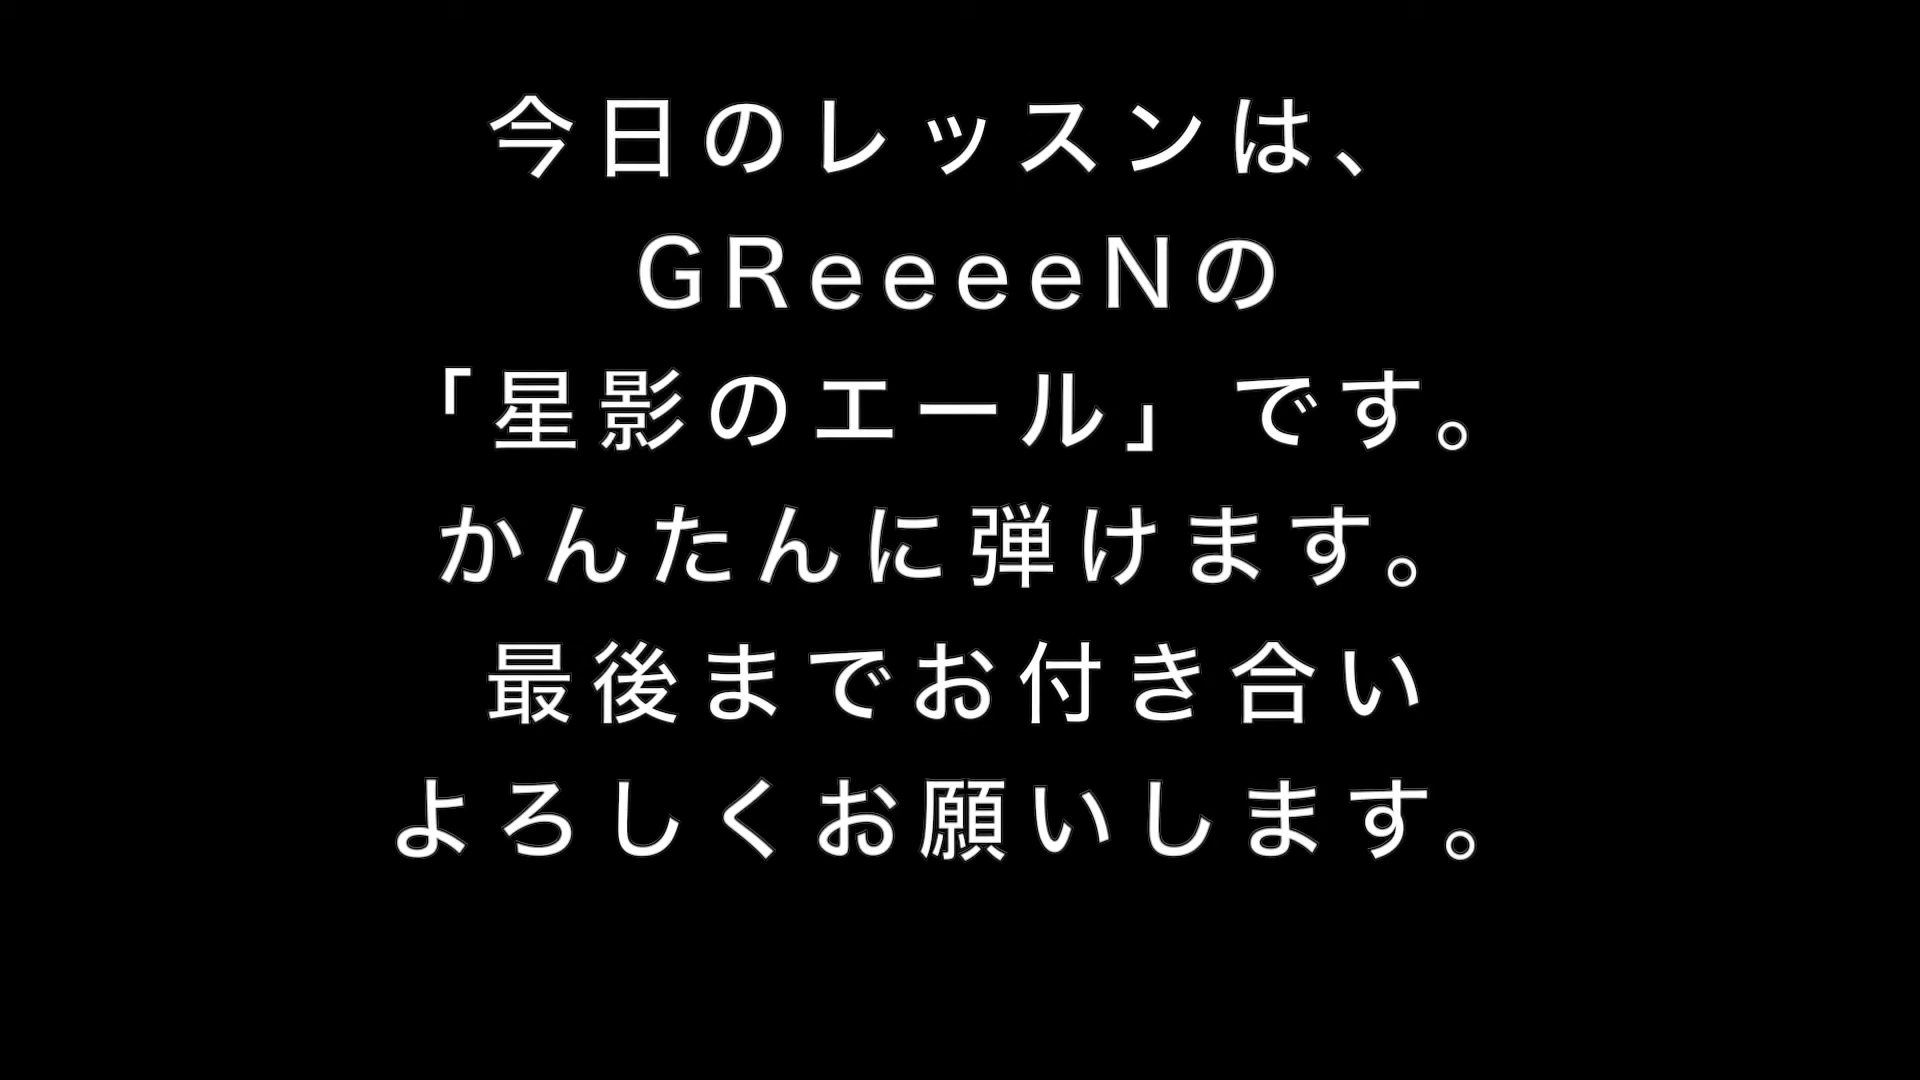 今日のレッスンは、
GReeeeNの
「星影のエール」です。
かんたんに弾けます。
最後までお付き合い
よろしくお願いします。